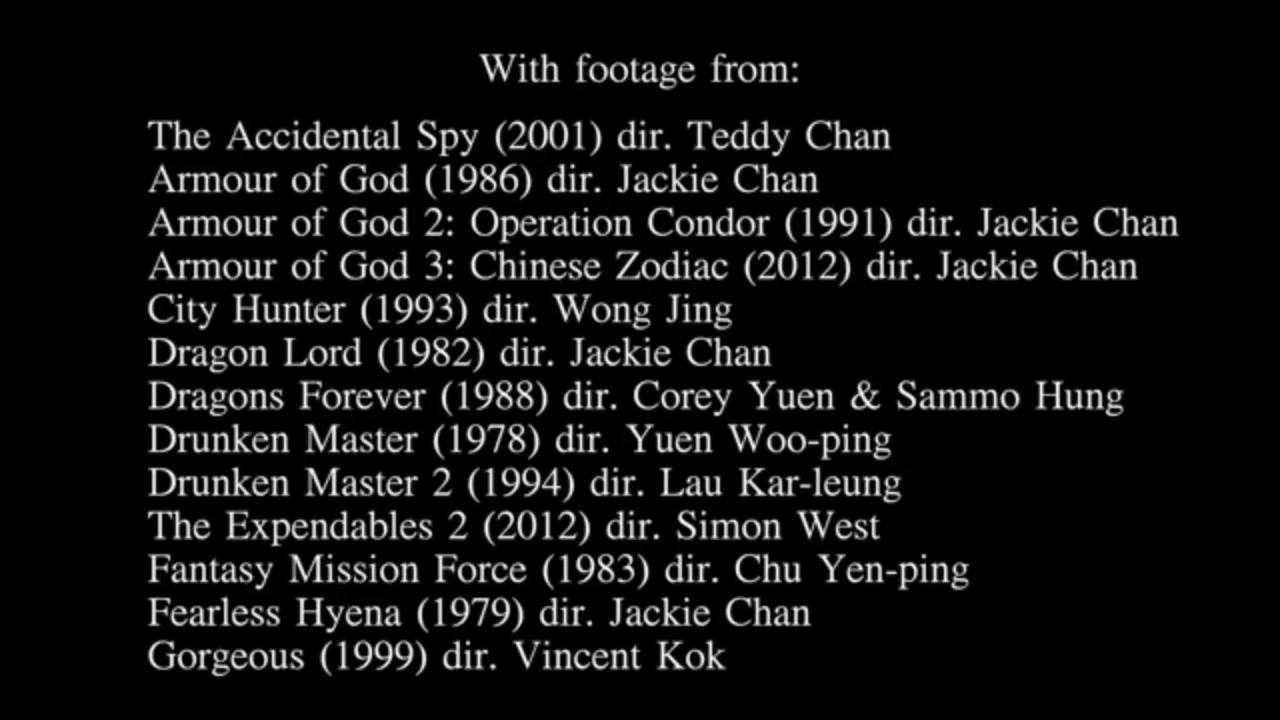 With footage from:
The Accidental Spy (2001) dir. Teddy Chan
Armour of God (1986) dir. Jackie Chan
Armour of God 2: Operation Condor (1991) dir. Jackie Chan
Armour of God 3: Chinese Zodiac (2012) dir. Jackie Chan
City Hunter (1993) dir. Wong Jing
Dragon Lord (1982) dir. Jackie Chan
Dragons Forever (1988) dir. Corey Yuen & Sammo Hung
Drunken Master (1978) dir. Yuen Woo-ping
Drunken Master 2 (1994) dir. Lau Kar-leung
The Expendables 2 (2012) dir. Simon West
Fantasy Mission Force (1983) dir. Chu Yen-ping
Fearless Hyena (1979) dir. Jackie Chan
Gorgeous (1999) dir. Vincent Kok